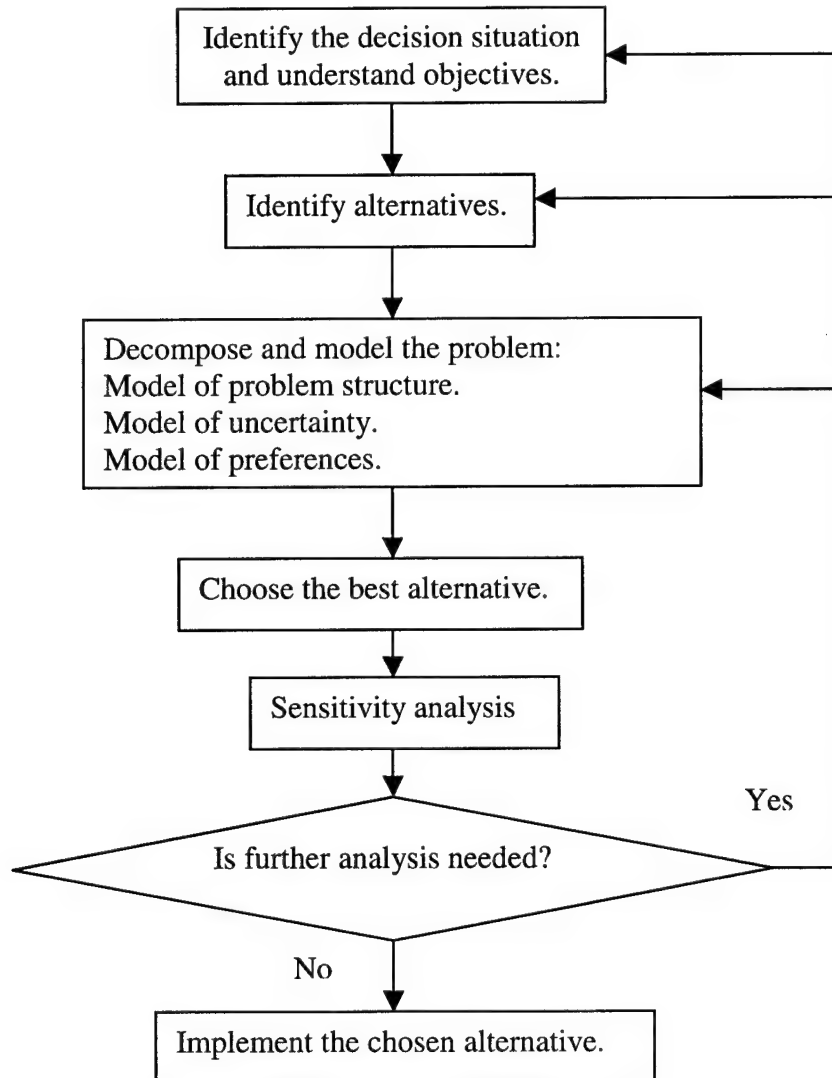 Identify the decision situation
and understand objectives.
Identify alternatives.
Decompose and model the problem:
Model of problem structure.
Model of uncertainty.
Model of preferences.
Choose the best alternative.
Sensitivity analysis
Yes
Is further analysis needed?
No
Implement the chosen alternative.